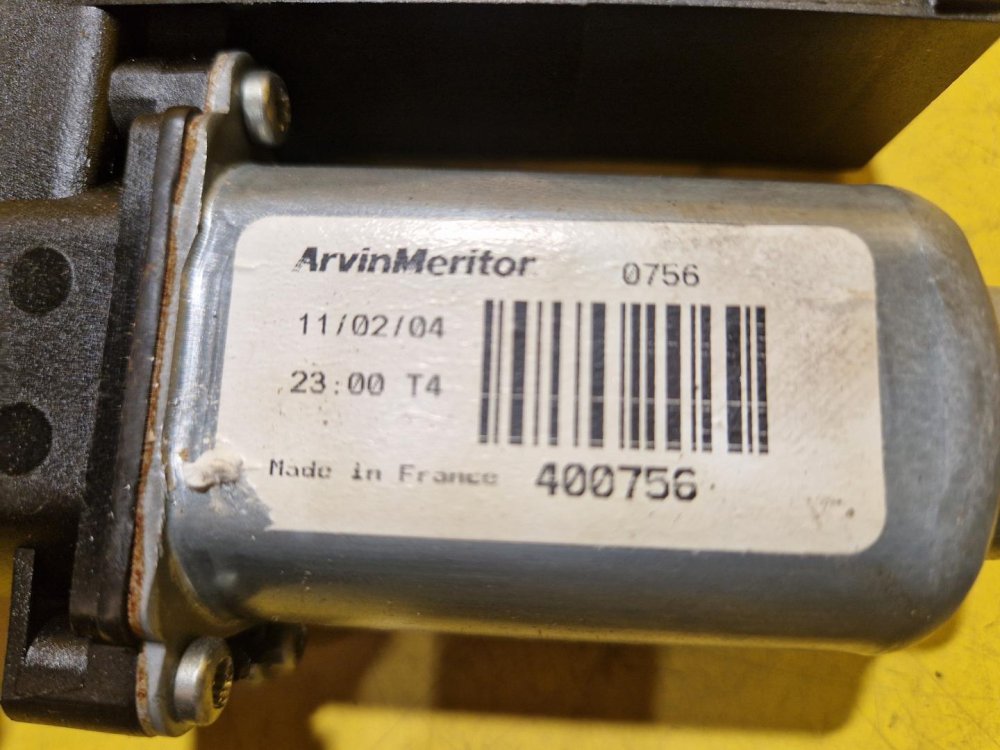 ArvinMeritor 0756
11/02/04
23:00 T4
Made in France 400756